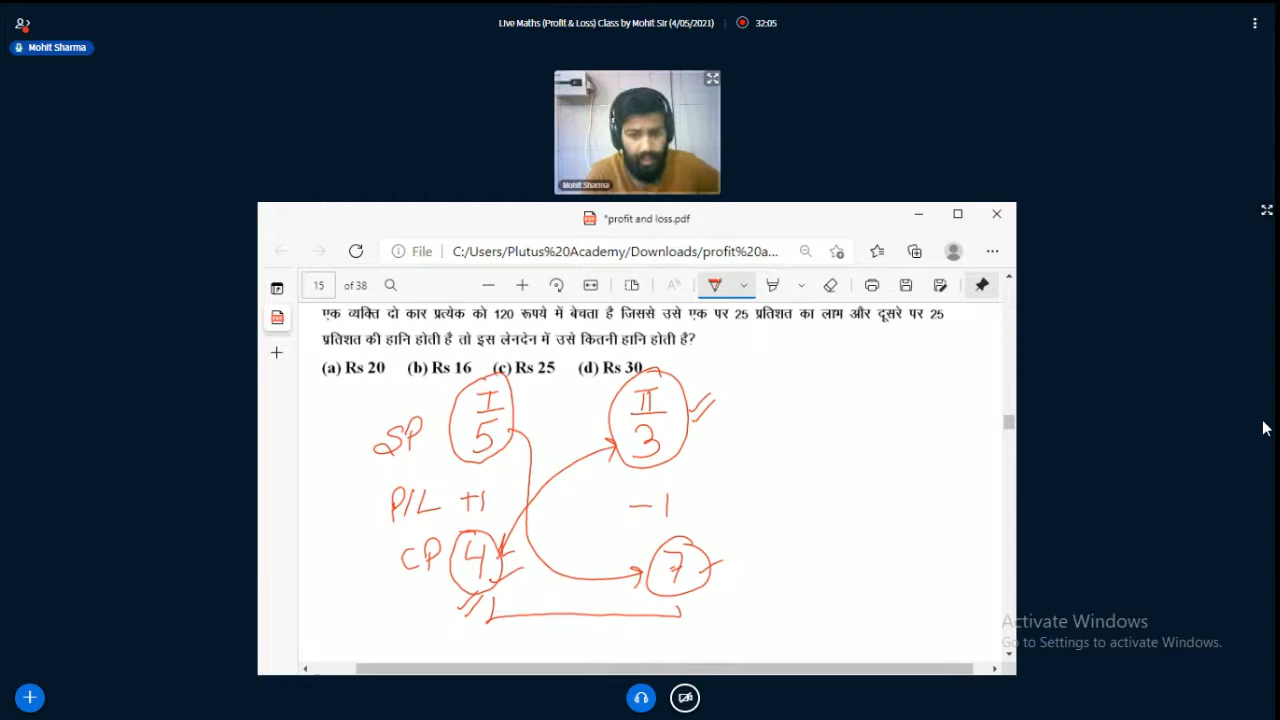 Live Maths (Profit & Loss) Class by Mohit Sir (4/05/2021)
32:05
Mohit Sharma
Mohit Sharma
*profit and loss.pdf
File
C:/Users/Plutus%20Academy/Downloads/profit%20a...
15 of 38
एक व्यक्ति दो कार प्रत्येक को 120 रूपये में बेचता है जिससे उसे एक पर 25 प्रतिशत का लाभ और दूसरे पर 25
प्रतिशत की हानि होती है तो इस लेनदेन में उसे कितनी हानि होती है?
(a) Rs 20 (b) Rs 16 (c) Rs 25 (d) Rs 30
I II
SP 5 3
P/L +1 -1
CP 4 7
Activate Windows
Go to Settings to activate Windows.